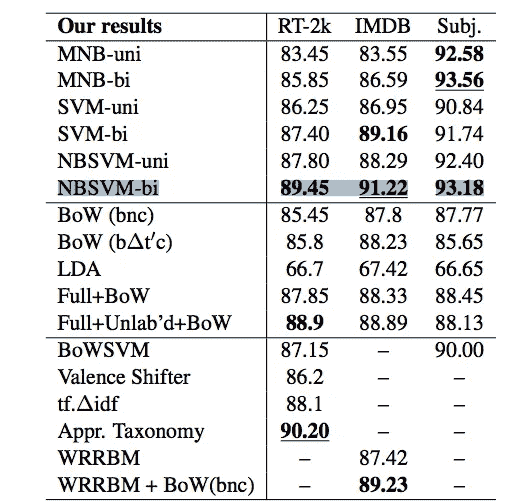 Our results RT-2k IMDB Subj.
MNB-uni 83.45 83.55 92.58
MNB-bi 85.85 86.59 93.56
SVM-uni 86.25 86.95 90.84
SVM-bi 87.40 89.16 91.74
NBSVM-uni 87.80 88.29 92.40
NBSVM-bi 89.45 91.22 93.18
BoW (bnc) 85.45 87.8 87.77
BoW (bΔt′c) 85.8 88.23 85.65
LDA 66.7 67.42 66.65
Full+BoW 87.85 88.33 88.45
Full+Unlab'd+BoW 88.9 88.89 88.13
BoWSVM 87.15 – 90.00
Valence Shifter 86.2 – –
tf.Δidf 88.1 – –
Appr. Taxonomy 90.20 – –
WRRBM – 87.42 –
WRRBM + BoW(bnc) – 89.23 –